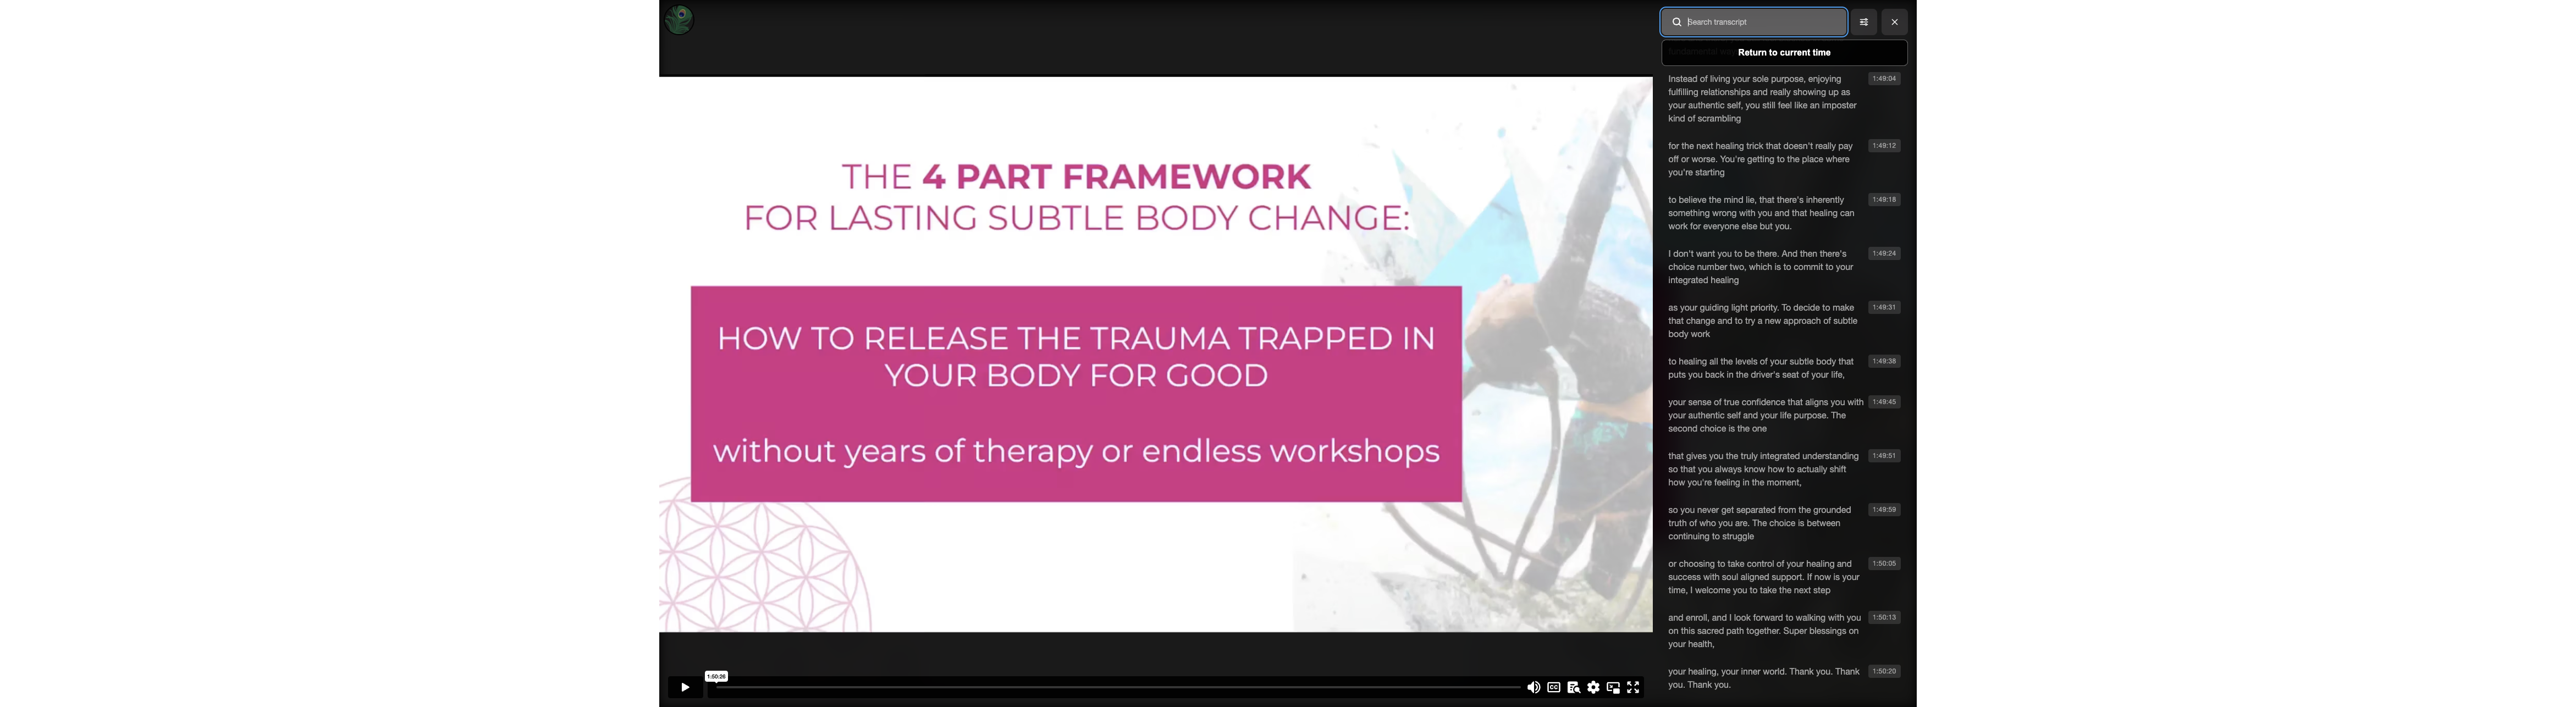 Search transcript
Return to current time
THE 4 PART FRAMEWORK
FOR LASTING SUBTLE BODY CHANGE:
HOW TO RELEASE THE TRAUMA TRAPPED IN
YOUR BODY FOR GOOD
without years of therapy or endless workshops
1:50:26
CC
Instead of living your sole purpose, enjoying
1:49:04
fulfilling relationships and really showing up as
your authentic self, you still feel like an imposter
kind of scrambling
for the next healing trick that doesn't really pay
1:49:12
off or worse. You're getting to the place where
you're starting
to believe the mind lie, that there's inherently
1:49:18
something wrong with you and that healing can
work for everyone else but you.
I don't want you to be there. And then there's
1:49:24
choice number two, which is to commit to your
integrated healing
as your guiding light priority. To decide to make
1:49:31
that change and to try a new approach of subtle
body work
to healing all the levels of your subtle body that
1:49:38
puts you back in the driver's seat of your life,
your sense of true confidence that aligns you with
1:49:45
your authentic self and your life purpose. The
second choice is the one
that gives you the truly integrated understanding
1:49:51
so that you always know how to actually shift
how you're feeling in the moment,
so you never get separated from the grounded
1:49:59
truth of who you are. The choice is between
continuing to struggle
or choosing to take control of your healing and
1:50:05
success with soul aligned support. If now is your
time, I welcome you to take the next step
and enroll, and I look forward to walking with you
1:50:13
on this sacred path together. Super blessings on
your health,
your healing, your inner world. Thank you. Thank
1:50:20
you. Thank you.